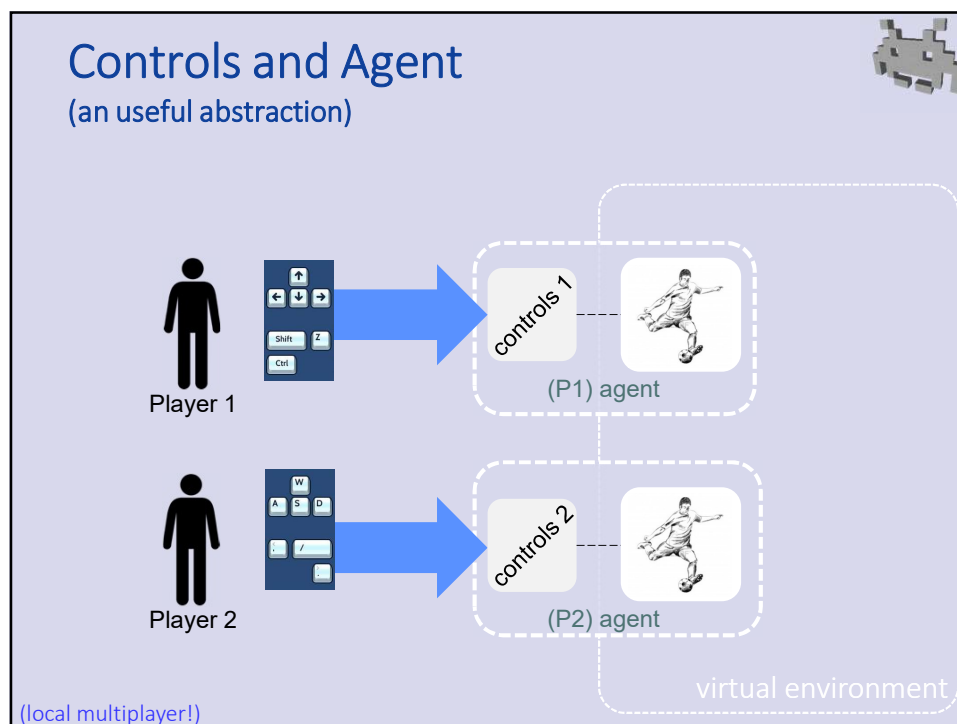 Controls and Agent
(an useful abstraction)
↑
← ↓ →
Shift Z
Ctrl
controls 1
(P1) agent
Player 1
W
A S D
/
controls 2
(P2) agent
Player 2
virtual environment
(local multiplayer!)